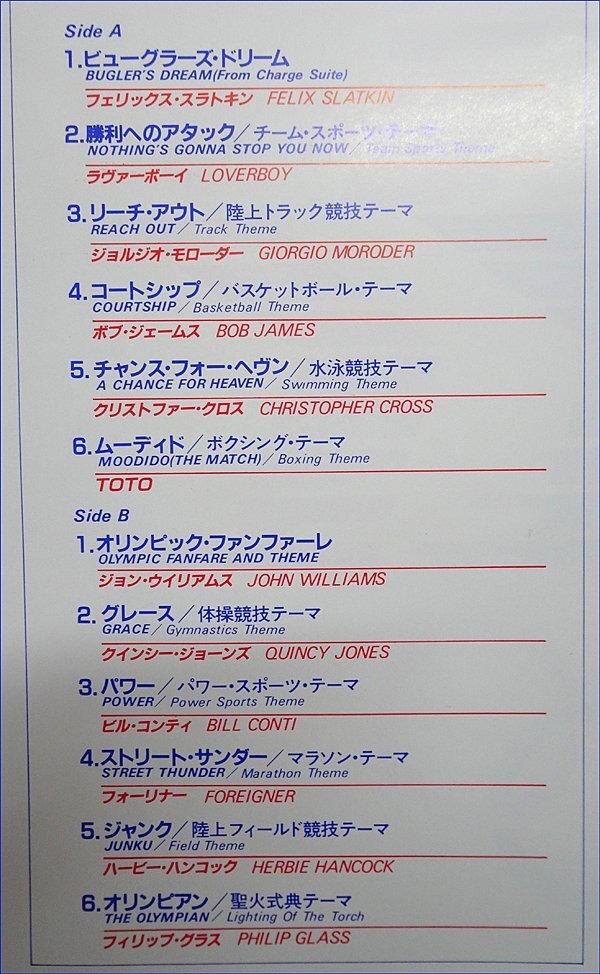 Side A
1.ビューグラーズ・ドリーム
BUGLER'S DREAM(From Charge Suite)
フェリックス・スラトキン FELIX SLATKIN
2.勝利へのアタック／チーム・スポーツ・テーマ
NOTHING'S GONNA STOP YOU NOW／Team Sports Theme
ラヴァーボーイ LOVERBOY
3.リーチ・アウト／陸上トラック競技テーマ
REACH OUT／Track Theme
ジョルジオ・モローダー GIORGIO MORODER
4.コートシップ／バスケットボール・テーマ
COURTSHIP／Basketball Theme
ボブ・ジェームス BOB JAMES
5.チャンス・フォー・ヘヴン／水泳競技テーマ
A CHANCE FOR HEAVEN／Swimming Theme
クリストファー・クロス CHRISTOPHER CROSS
6.ムーディド／ボクシング・テーマ
MOODIDO(THE MATCH)／Boxing Theme
TOTO
Side B
1.オリンピック・ファンファーレ
OLYMPIC FANFARE AND THEME
ジョン・ウイリアムス JOHN WILLIAMS
2.グレース／体操競技テーマ
GRACE／Gymnastics Theme
クインシー・ジョーンズ QUINCY JONES
3.パワー／パワー・スポーツ・テーマ
POWER／Power Sports Theme
ビル・コンティ BILL CONTI
4.ストリート・サンダー／マラソン・テーマ
STREET THUNDER／Marathon Theme
フォーリナー FOREIGNER
5.ジャンク／陸上フィールド競技テーマ
JUNKU／Field Theme
ハービー・ハンコック HERBIE HANCOCK
6.オリンピアン／聖火式典テーマ
THE OLYMPIAN／Lighting Of The Torch
フィリップ・グラス PHILIP GLASS